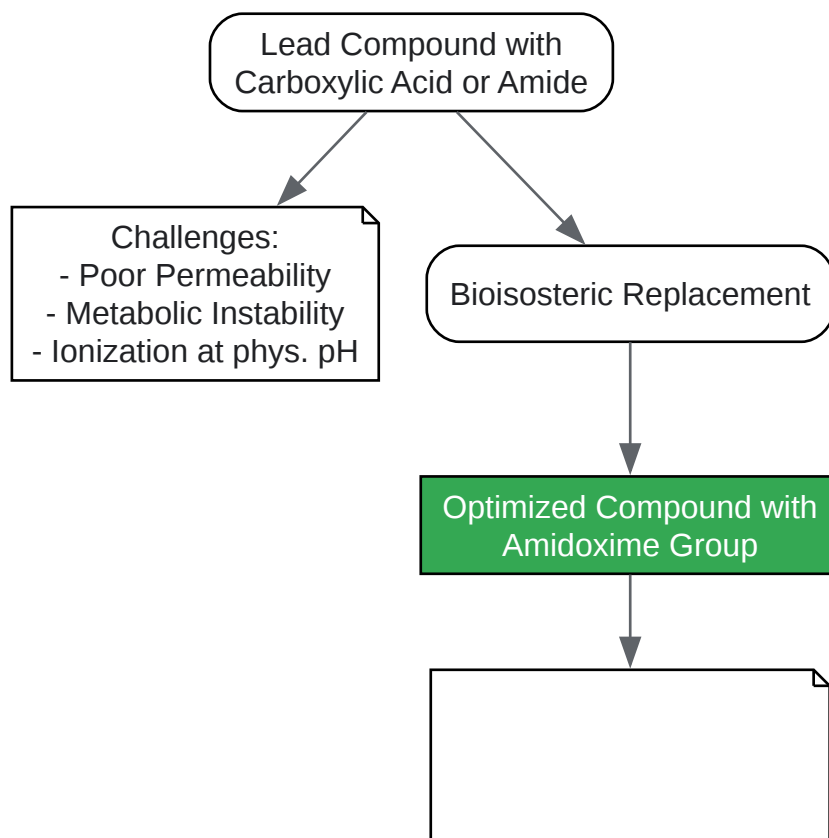 Lead Compound with
Carboxylic Acid or Amide
Challenges:
- Poor Permeability
- Metabolic Instability
- Ionization at phys. pH
Bioisosteric Replacement
Optimized Compound with
Amidoxime Group